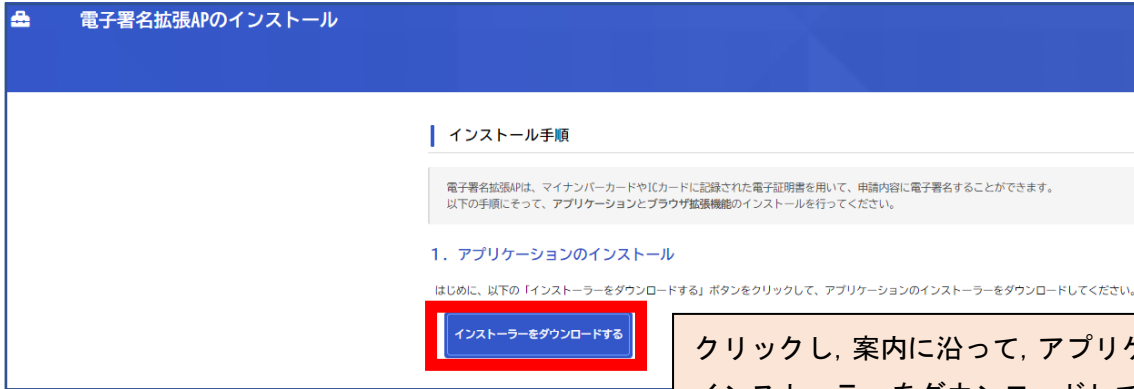 電子署名拡張APのインストール
インストール手順
電子署名拡張APは、マイナンバーカードやICカードに記録された電子証明書を用いて、申請内容に電子署名することができます。
以下の手順にそって、アプリケーションとブラウザ拡張機能のインストールを行ってください。
1. アプリケーションのインストール
はじめに、以下の「インストーラーをダウンロードする」ボタンをクリックして、アプリケーションのインストーラーをダウンロードしてください。
インストーラーをダウンロードする
クリックし,案内に沿って,アプリケ